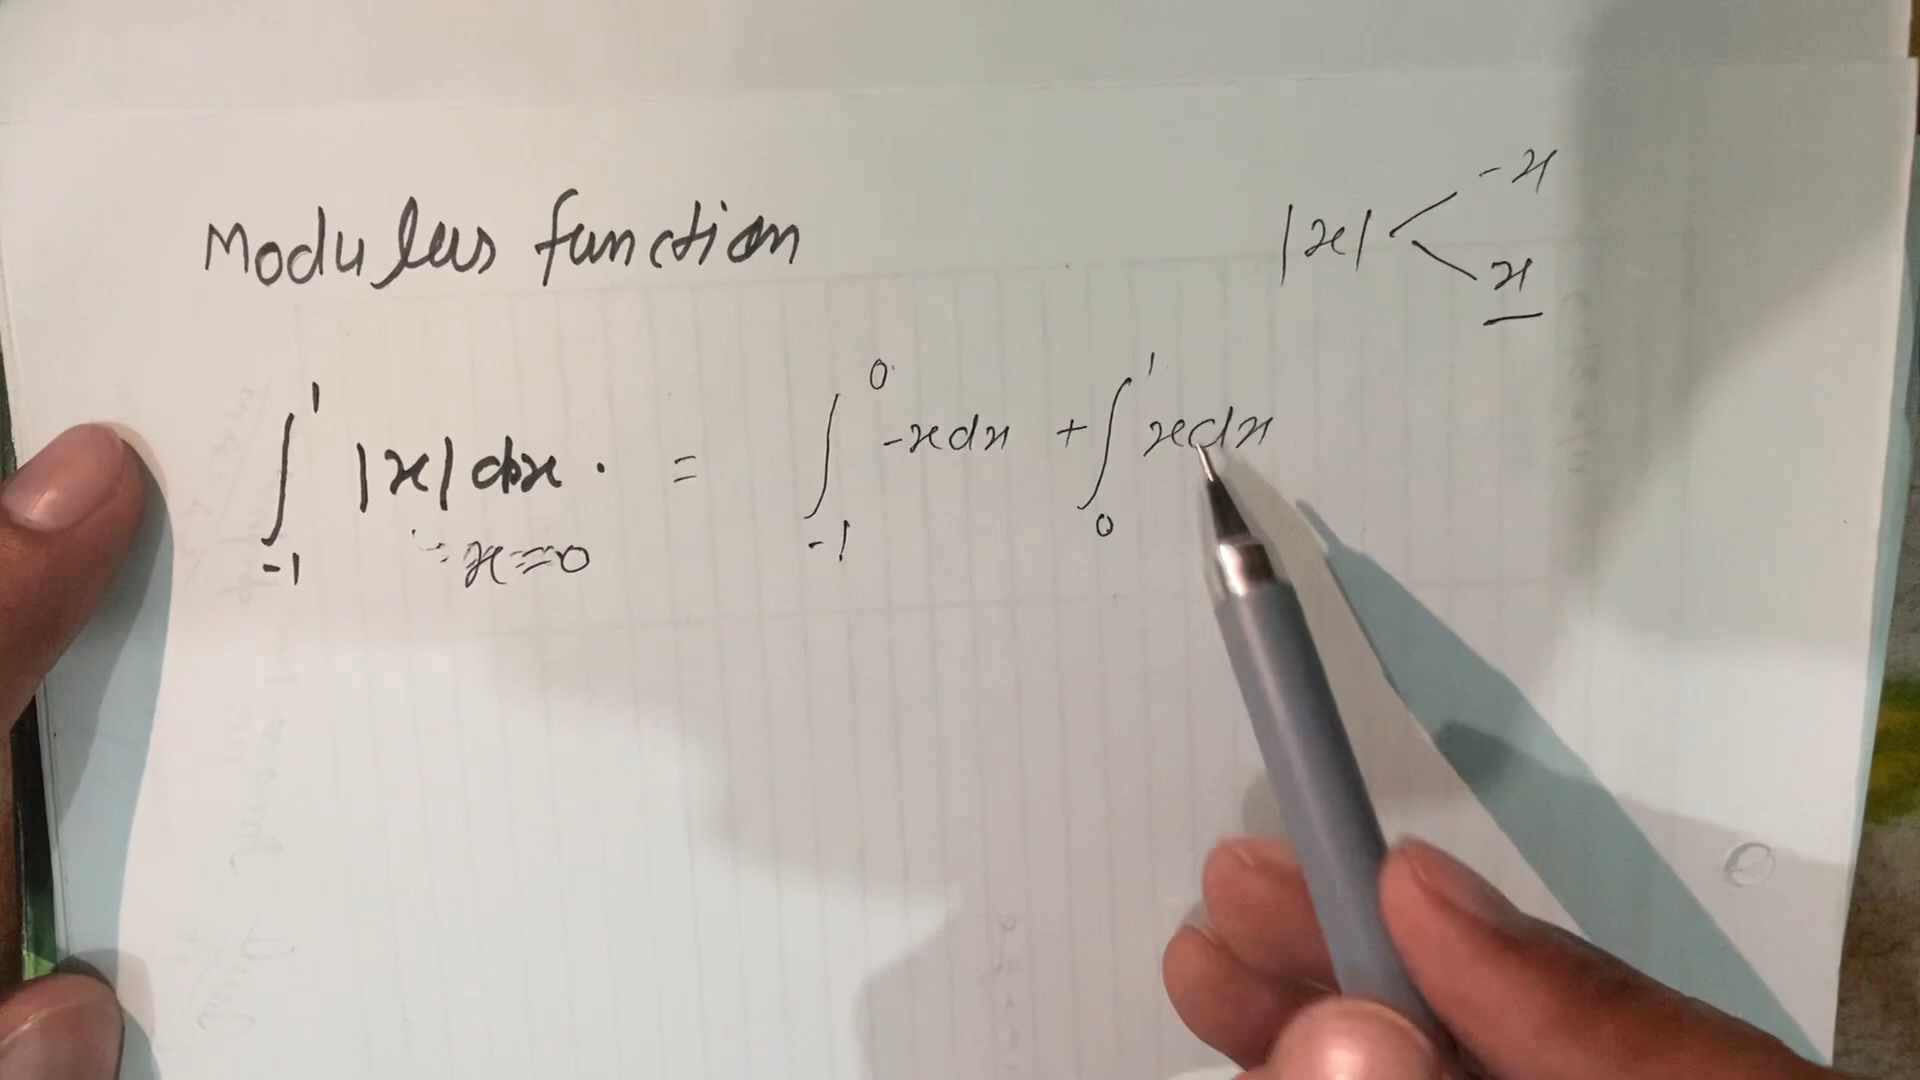 Modulus function
|x| < -x
x
∫_{-1}^{1} |x| dx . = ∫_{-1}^{0} -x dx + ∫_{0}^{1} x dx
x = 0